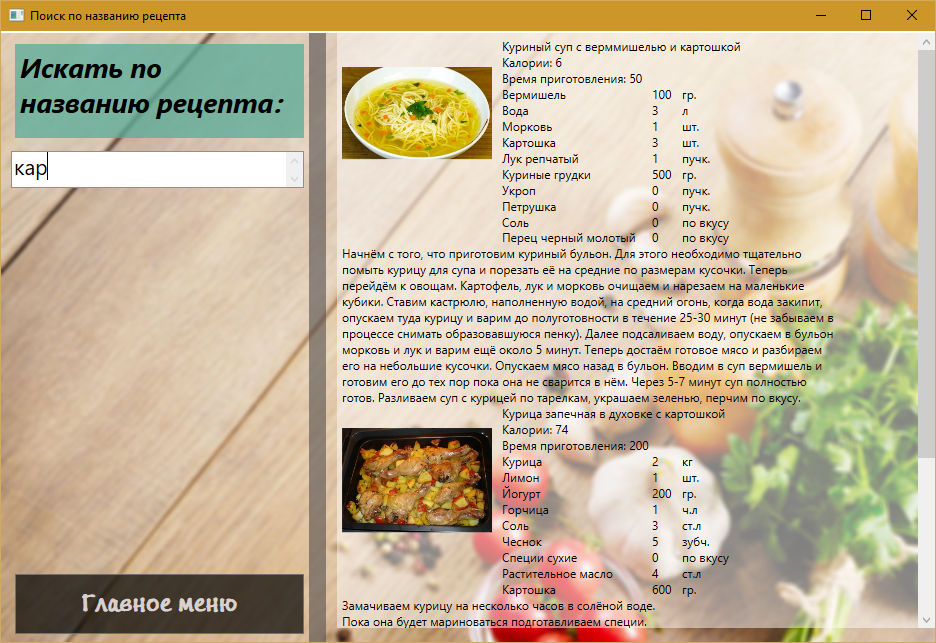 Поиск по названию рецепта
Искать по
названию рецепта:
кар
Главное меню
Куриный суп с верммишелью и картошкой
Калории: 6
Время приготовления: 50
Вермишель 100 гр.
Вода 3 л
Морковь 1 шт.
Картошка 3 шт.
Лук репчатый 1 пучк.
Куриные грудки 500 гр.
Укроп 0 пучк.
Петрушка 0 пучк.
Соль 0 по вкусу
Перец черный молотый 0 по вкусу
Начнём с того, что приготовим куриный бульон. Для этого необходимо тщательно
помыть курицу для супа и порезать её на средние по размерам кусочки. Теперь
перейдём к овощам. Картофель, лук и морковь очищаем и нарезаем на маленькие
кубики. Ставим кастрюлю, наполненную водой, на средний огонь, когда вода закипит,
опускаем туда курицу и варим до полуготовности в течение 25-30 минут (не забываем в
процессе снимать образовавшуюся пенку). Далее подсаливаем воду, опускаем в бульон
морковь и лук и варим ещё около 5 минут. Теперь достаём готовое мясо и разбираем
его на небольшие кусочки. Опускаем мясо назад в бульон. Вводим в суп вермишель и
готовим его до тех пор пока она не сварится в нём. Через 5-7 минут суп полностью
готов. Разливаем суп с курицей по тарелкам, украшаем зеленью, перчим по вкусу.
Курица запечная в духовке с картошкой
Калории: 74
Время приготовления: 200
Курица 2 кг
Лимон 1 шт.
Йогурт 200 гр.
Горчица 1 ч.л
Соль 3 ст.л
Чеснок 5 зубч.
Специи сухие 0 по вкусу
Растительное масло 4 ст.л
Картошка 600 гр.
Замачиваем курицу на несколько часов в солёной воде.
Пока она будет мариноваться подготавливаем специи.